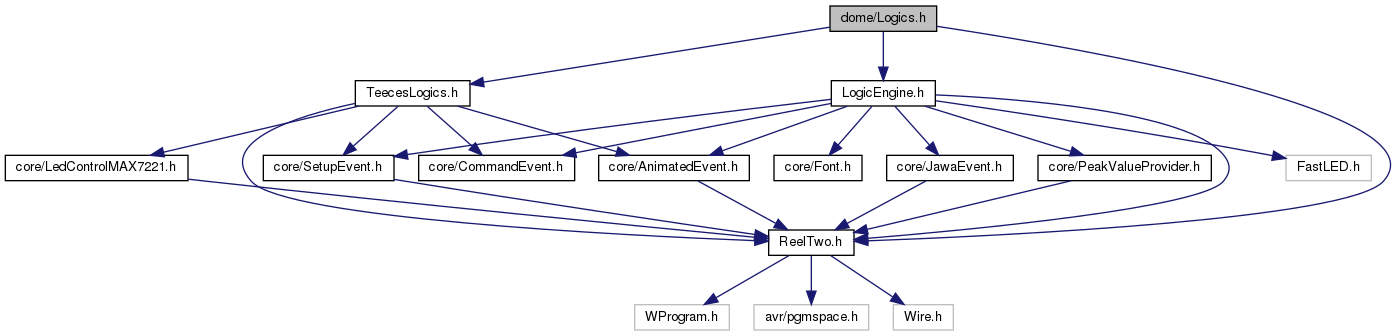 dome/Logics.h
TeecesLogics.h
LogicEngine.h
core/LedControlMAX7221.h
core/SetupEvent.h
core/CommandEvent.h
core/AnimatedEvent.h
core/Font.h
core/JawaEvent.h
core/PeakValueProvider.h
FastLED.h
ReelTwo.h
WProgram.h
avr/pgmspace.h
Wire.h